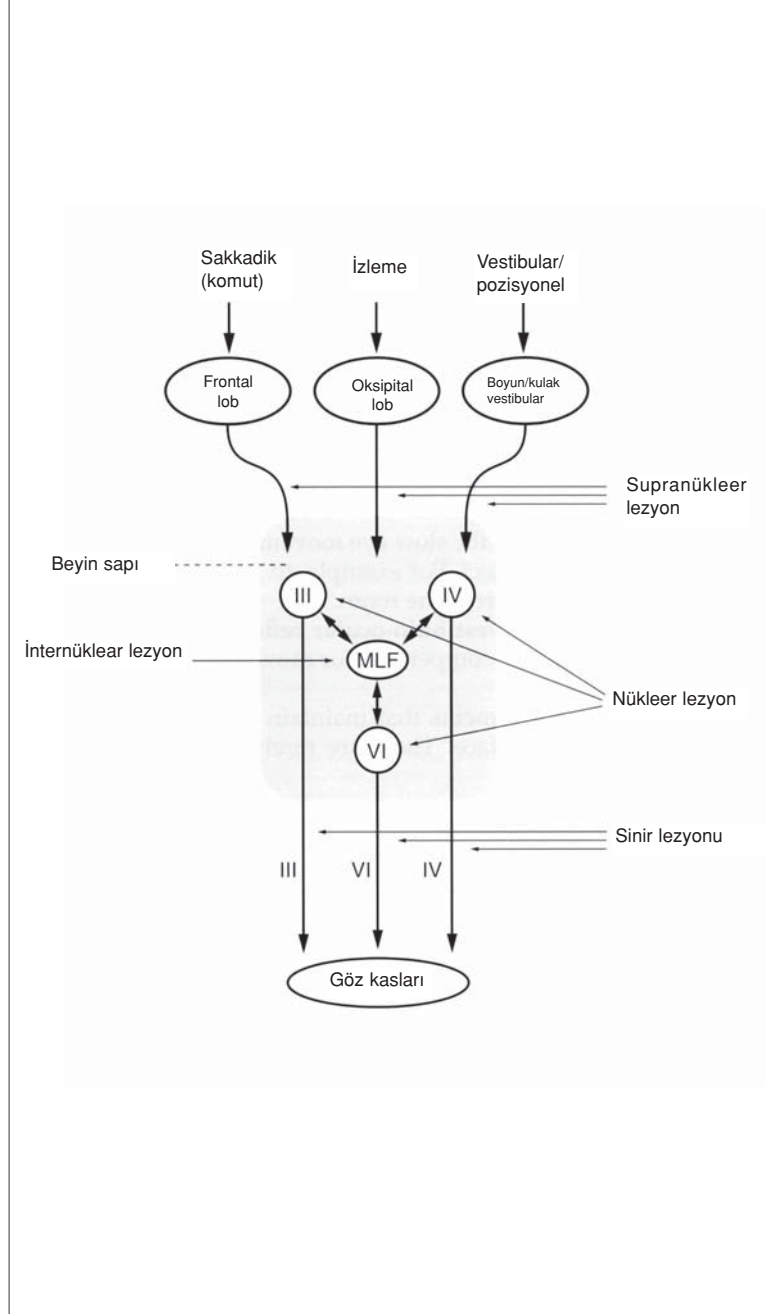 Sakkadik
(komut)
İzleme
Vestibular/
pozisyonel
Frontal
lob
Oksipital
lob
Boyun/kulak
vestibular
Supranükleer
lezyon
Beyin sapı
III
IV
İnternüklear lezyon
MLF
Nükleer lezyon
VI
Sinir lezyonu
III
VI
IV
Göz kasları